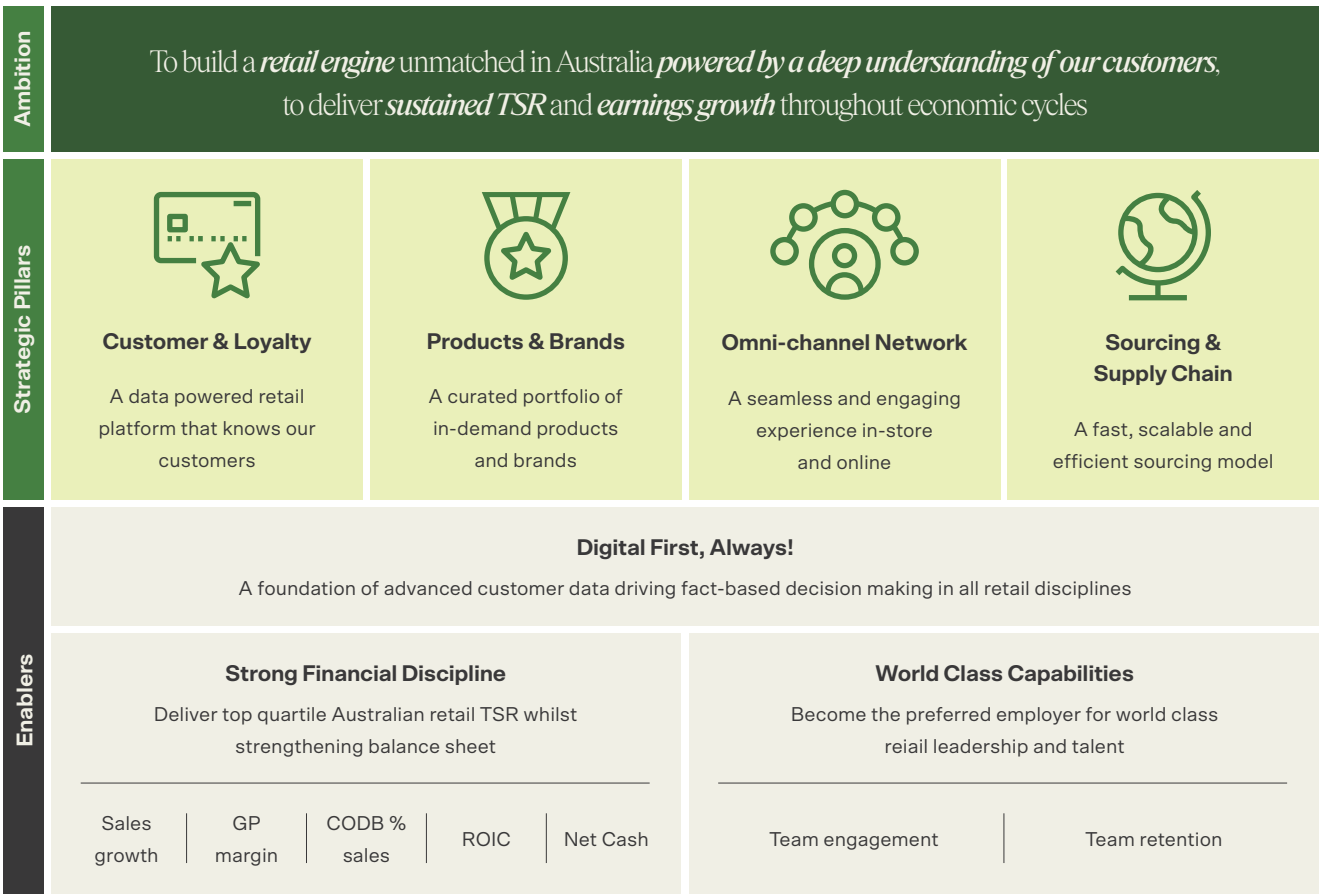 Ambition
To build a retail engine unmatched in Australia powered by a deep understanding of our customers,
to deliver sustained TSR and earnings growth throughout economic cycles
Strategic Pillars
Customer & Loyalty
A data powered retail
platform that knows our
customers
Products & Brands
A curated portfolio of
in-demand products
and brands
Omni-channel Network
A seamless and engaging
experience in-store
and online
Sourcing &
Supply Chain
A fast, scalable and
efficient sourcing model
Enablers
Digital First, Always!
A foundation of advanced customer data driving fact-based decision making in all retail disciplines
Strong Financial Discipline
Deliver top quartile Australian retail TSR whilst
strengthening balance sheet
Sales
growth
GP
margin
CODB %
sales
ROIC
Net Cash
World Class Capabilities
Become the preferred employer for world class
reiail leadership and talent
Team engagement
Team retention